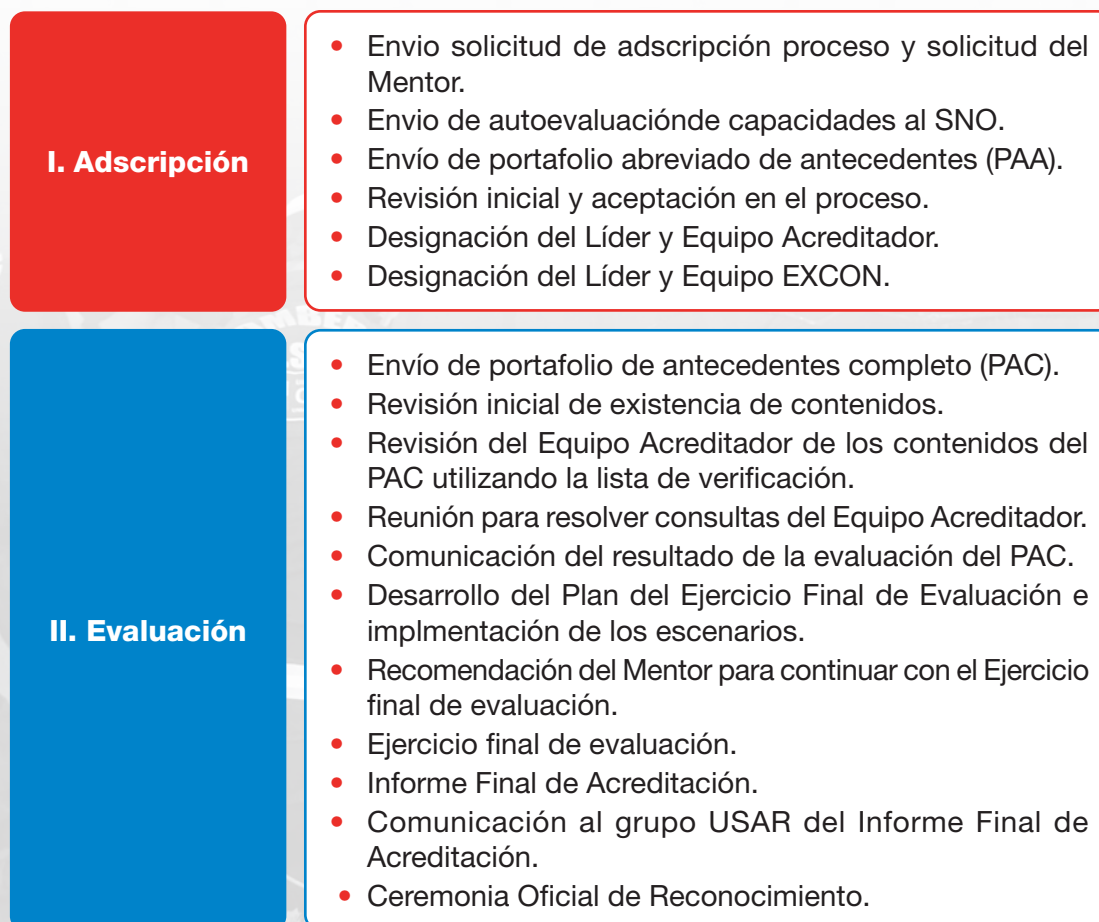 I. Adscripción
• Envio solicitud de adscripción proceso y solicitud del
Mentor.
• Envio de autoevaluaciónde capacidades al SNO.
• Envío de portafolio abreviado de antecedentes (PAA).
• Revisión inicial y aceptación en el proceso.
• Designación del Líder y Equipo Acreditador.
• Designación del Líder y Equipo EXCON.
II. Evaluación
• Envío de portafolio de antecedentes completo (PAC).
• Revisión inicial de existencia de contenidos.
• Revisión del Equipo Acreditador de los contenidos del
PAC utilizando la lista de verificación.
• Reunión para resolver consultas del Equipo Acreditador.
• Comunicación del resultado de la evaluación del PAC.
• Desarrollo del Plan del Ejercicio Final de Evaluación e
implmentación de los escenarios.
• Recomendación del Mentor para continuar con el Ejercicio
final de evaluación.
• Ejercicio final de evaluación.
• Informe Final de Acreditación.
• Comunicación al grupo USAR del Informe Final de
Acreditación.
• Ceremonia Oficial de Reconocimiento.